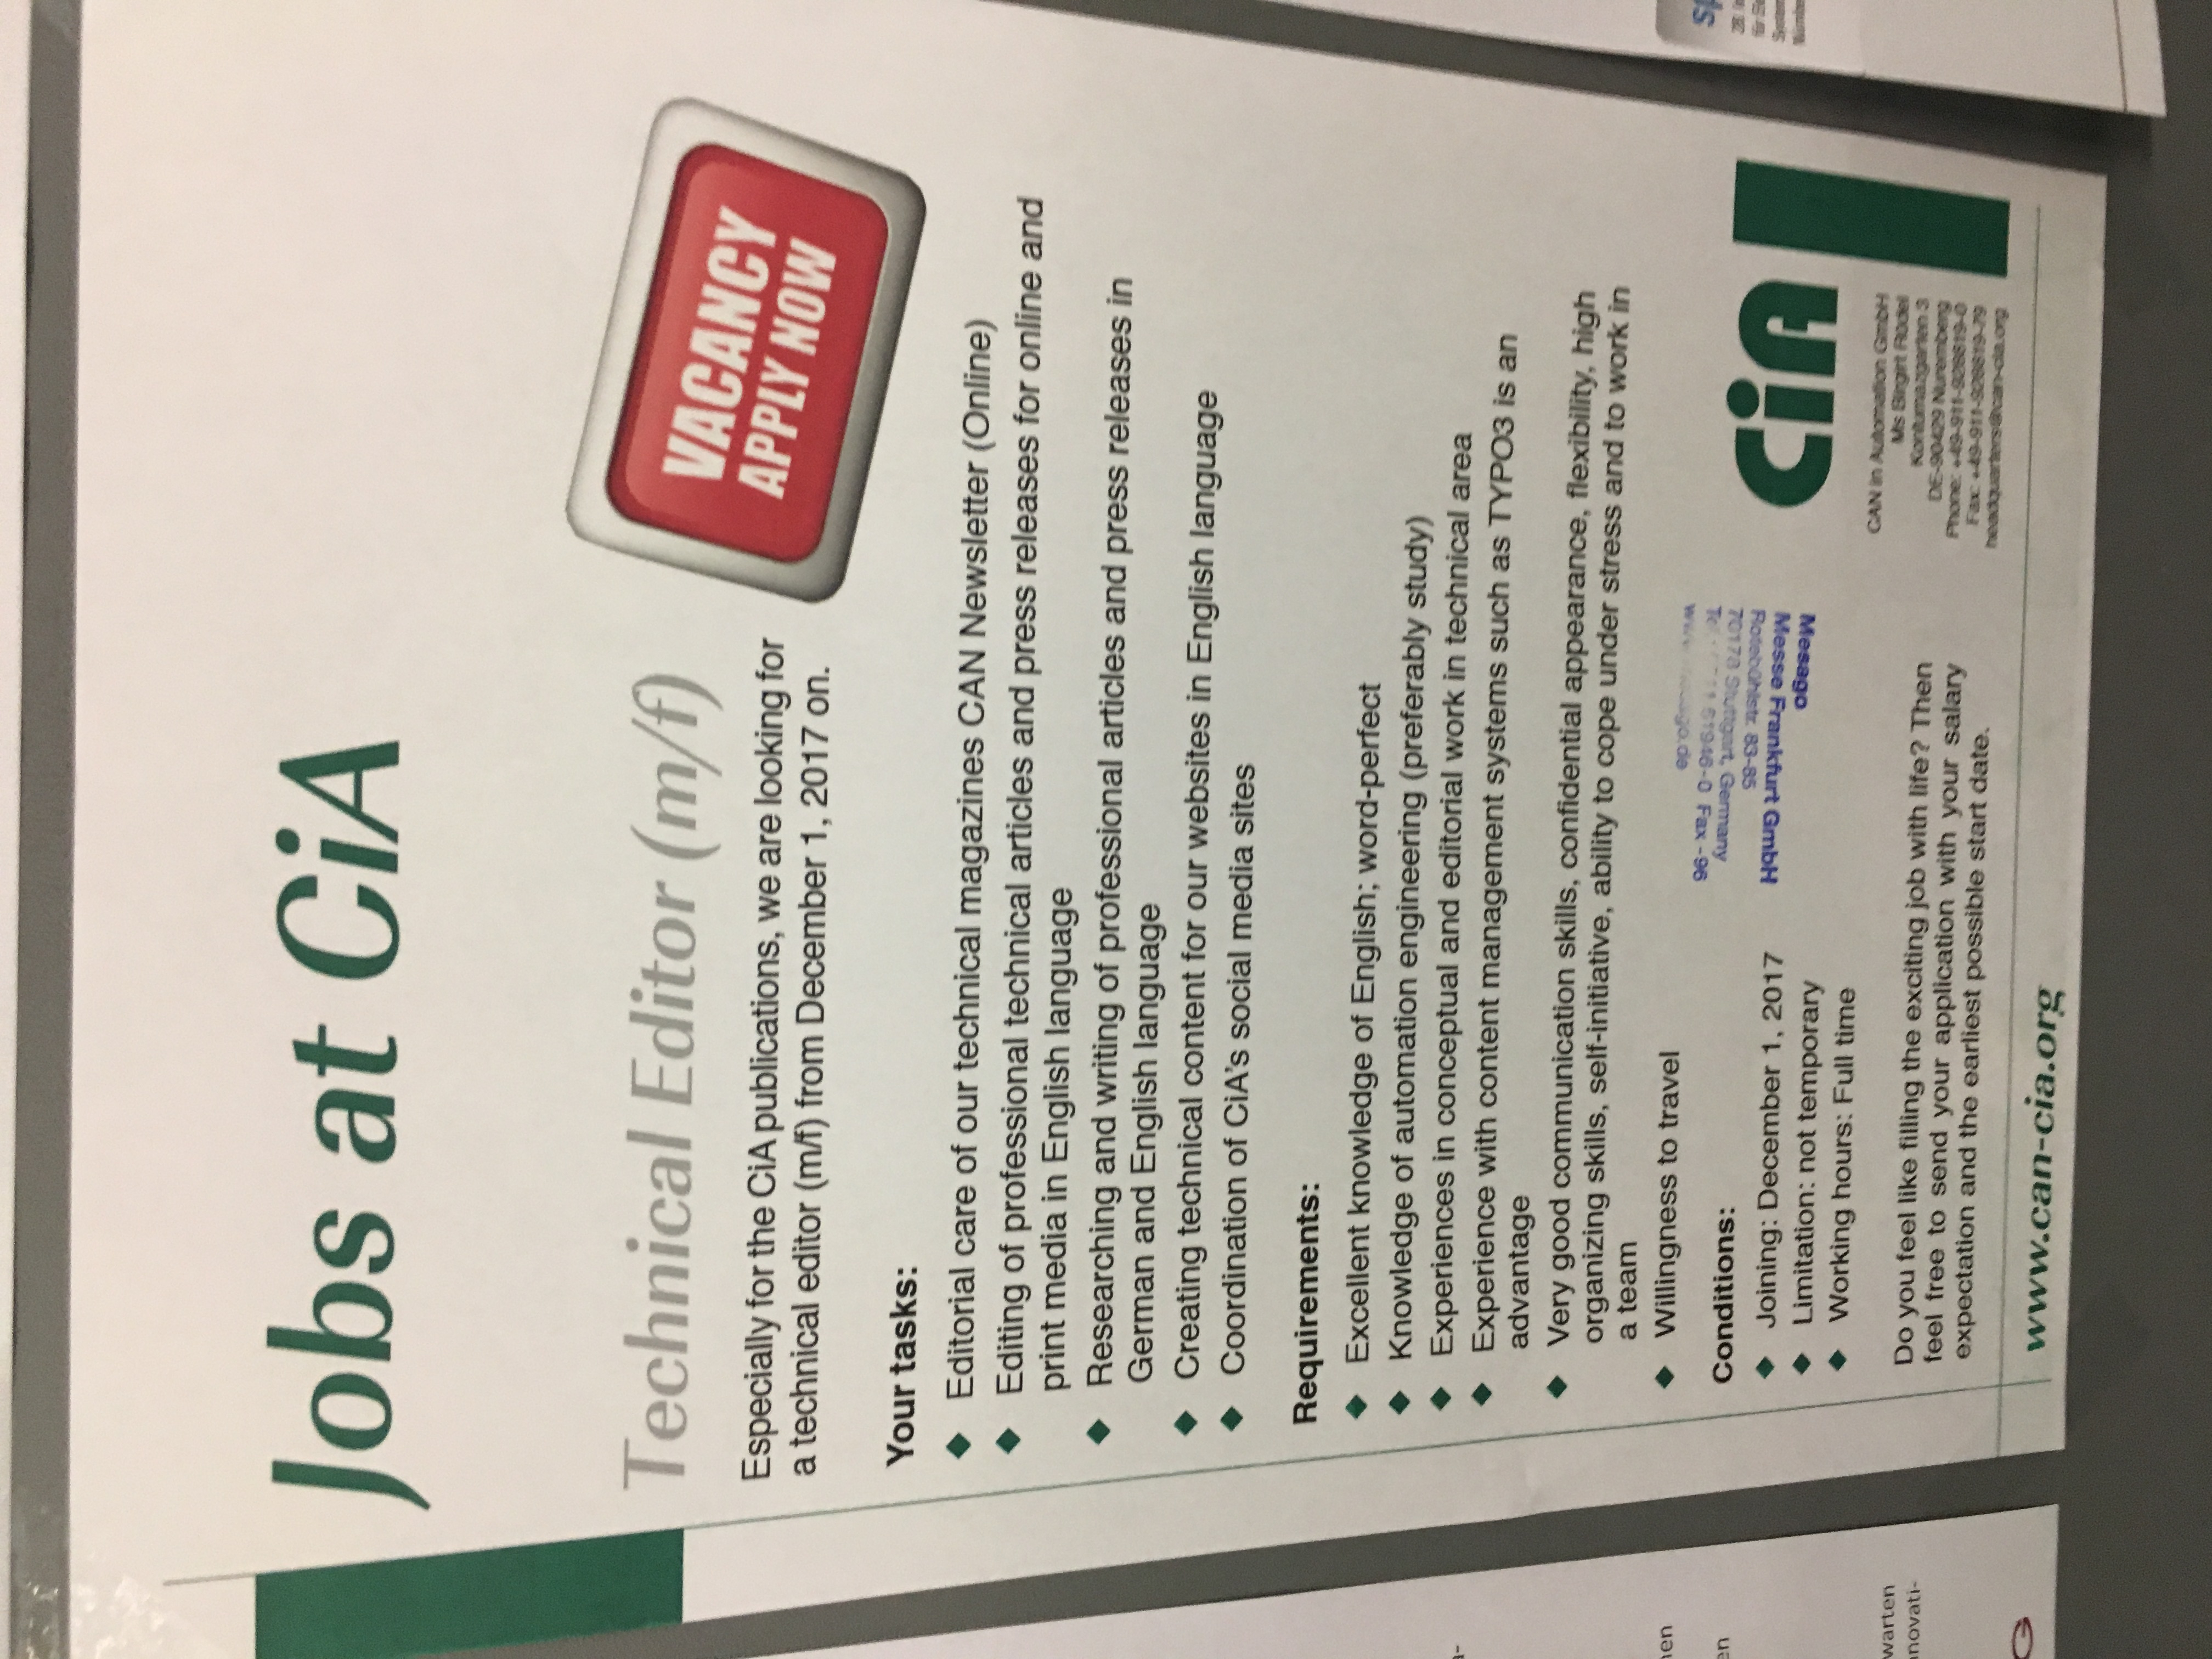 Jobs at CiA
Technical Editor (m/f)
VACANCY
APPLY NOW
Especially for the CiA publications, we are looking for
a technical editor (m/f) from December 1, 2017 on.
Your tasks:
Editorial care of our technical magazines CAN Newsletter (Online)
Editing of professional technical articles and press releases for online and
print media in English language
Researching and writing of professional articles and press releases in
German and English language
Creating technical content for our websites in English language
Coordination of CiA's social media sites
Requirements:
Excellent knowledge of English; word-perfect
Knowledge of automation engineering (preferably study)
Experiences in conceptual and editorial work in technical area
Experience with content management systems such as TYPO3 is an
advantage
Very good communication skills, confidential appearance, flexibility, high
organizing skills, self-initiative, ability to cope under stress and to work in
a team
Willingness to travel
Conditions:
Joining: December 1, 2017
Limitation: not temporary
Working hours: Full time
Mesago
Messe Frankfurt GmbH
Rotebühlstr. 83-85
70178 Stuttgart, Germany
61946-0 Fax -96
CiA
CAN in Automation GmbH
Ms Birgirt Rüdel
Kontumazgarten 3
DE-90429 Nuremberg
Phone: +49-911-928819-0
Fax: +49-911-928819-79
headquarters@can-cia.org
Do you feel like filling the exciting job with life? Then
feel free to send your application with your salary
expectation and the earliest possible start date.
www.can-cia.org
warten
novati-